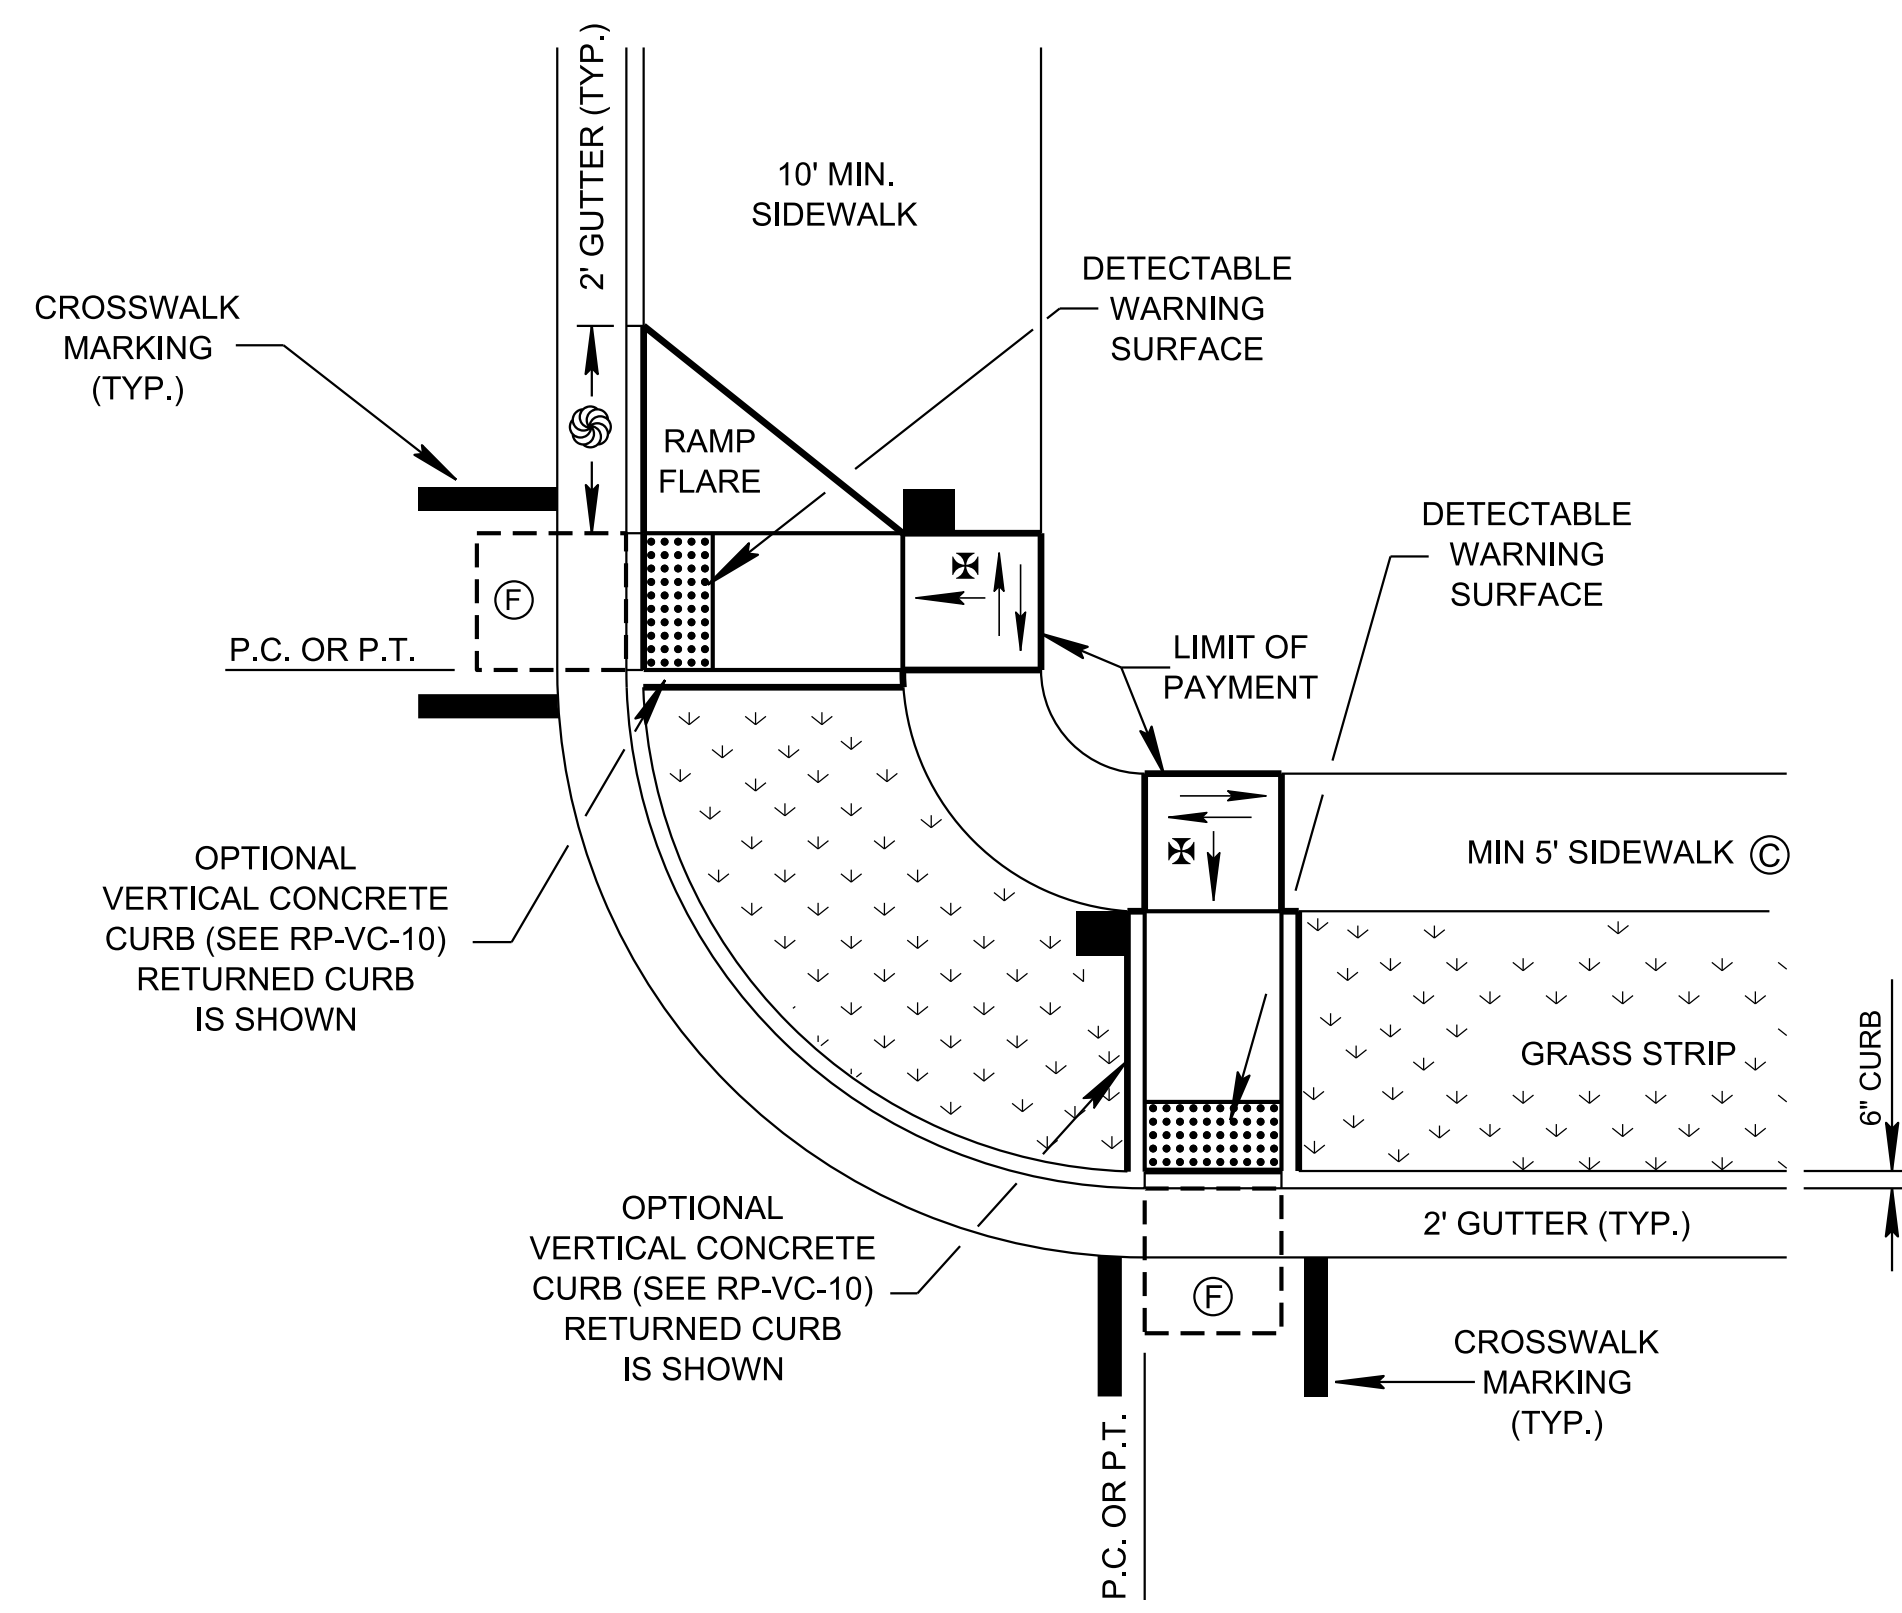 2' GUTTER (TYP.)
10' MIN.
SIDEWALK
DETECTABLE
WARNING
SURFACE
CROSSWALK
MARKING
(TYP.)
RAMP
FLARE
DETECTABLE
WARNING
SURFACE
F
P.C. OR P.T.
LIMIT OF
PAYMENT
MIN 5' SIDEWALK C
OPTIONAL
VERTICAL CONCRETE
CURB (SEE RP-VC-10)
RETURNED CURB
IS SHOWN
GRASS STRIP
6" CURB
OPTIONAL
VERTICAL CONCRETE
CURB (SEE RP-VC-10)
RETURNED CURB
IS SHOWN
2' GUTTER (TYP.)
F
CROSSWALK
MARKING
(TYP.)
P.C. OR P.T.